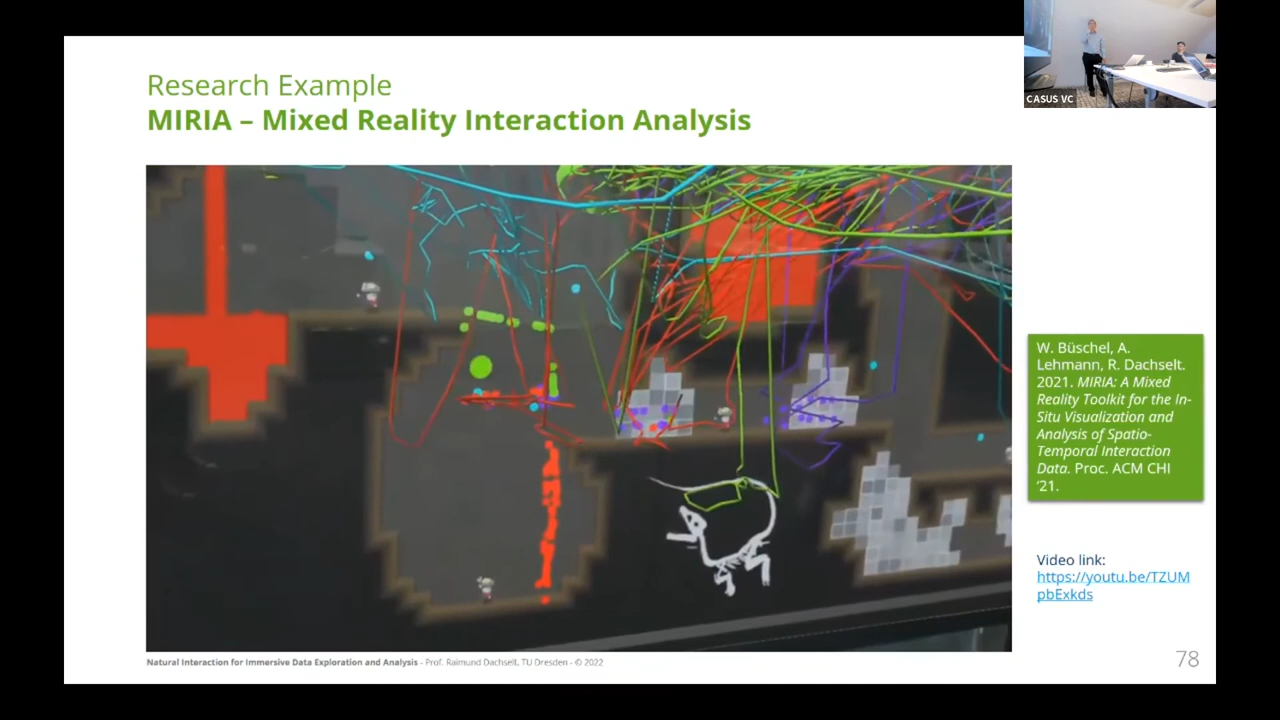 CASUS VC
Research Example
MIRIA – Mixed Reality Interaction Analysis
W. Büschel, A.
Lehmann, R. Dachselt.
2021. MIRIA: A Mixed
Reality Toolkit for the In-
Situ Visualization and
Analysis of Spatio-
Temporal Interaction
Data. Proc. ACM CHI
‘21.
Video link:
https://youtu.be/TZUM
pbExkds
Natural Interaction for Immersive Data Exploration and Analysis - Prof. Raimund Dachselt, TU Dresden - © 2022
78